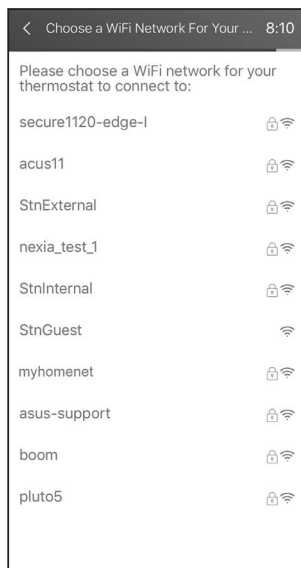 Choose a WiFi Network For Your ... 8:10
Please choose a WiFi network for your
thermostat to connect to:
secure1120-edge-l
acus11
StnExternal
nexia_test_1
StnInternal
StnGuest
myhomenet
asus-support
boom
pluto5